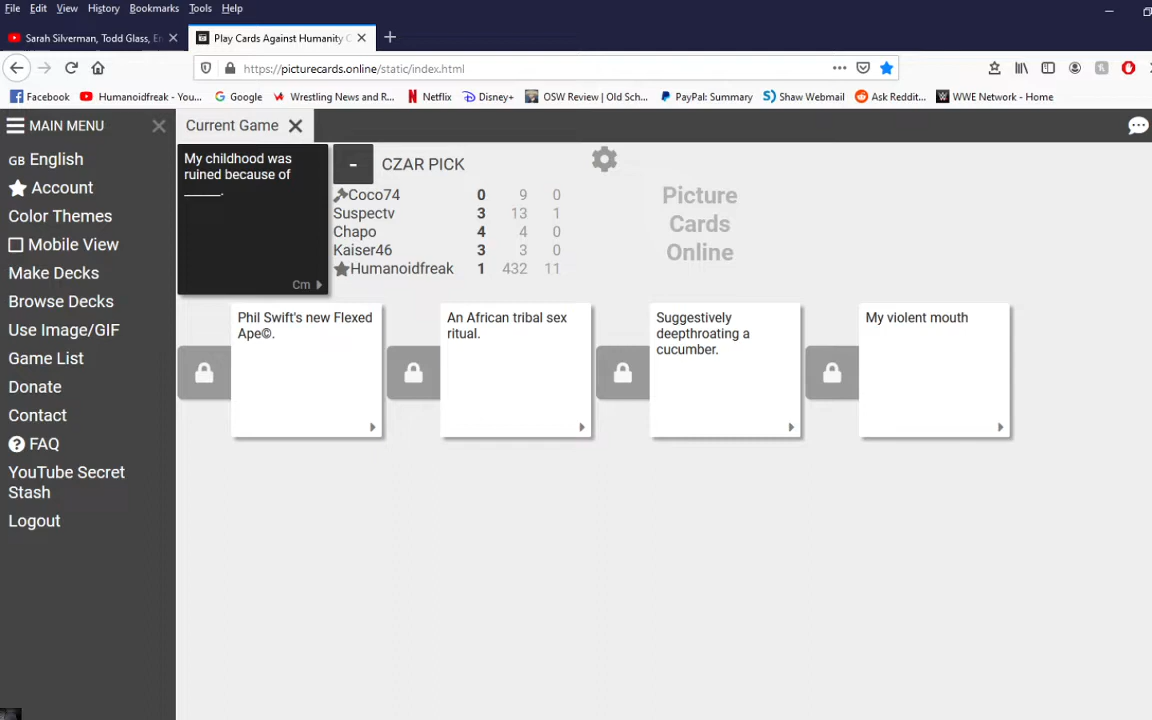 File Edit View History Bookmarks Tools Help
Sarah Silverman, Todd Glass, Er
Play Cards Against Humanity C
https://picturecards.online/static/index.html
Facebook Humanoidfreak - You... Google Wrestling News and R... Netflix Disney+ OSW Review | Old Sch... PayPal: Summary Shaw Webmail Ask Reddit... WWE Network - Home
MAIN MENU
Current Game
GB English
Account
Color Themes
Mobile View
Make Decks
Browse Decks
Use Image/GIF
Game List
Donate
Contact
FAQ
YouTube Secret
Stash
Logout
My childhood was
ruined because of
_____.
Cm
- CZAR PICK
Coco74 0 9 0
Suspectv 3 13 1
Chapo 4 4 0
Kaiser46 3 3 0
Humanoidfreak 1 432 11
Picture
Cards
Online
Phil Swift's new Flexed
Ape©.
An African tribal sex
ritual.
Suggestively
deepthroating a
cucumber.
My violent mouth